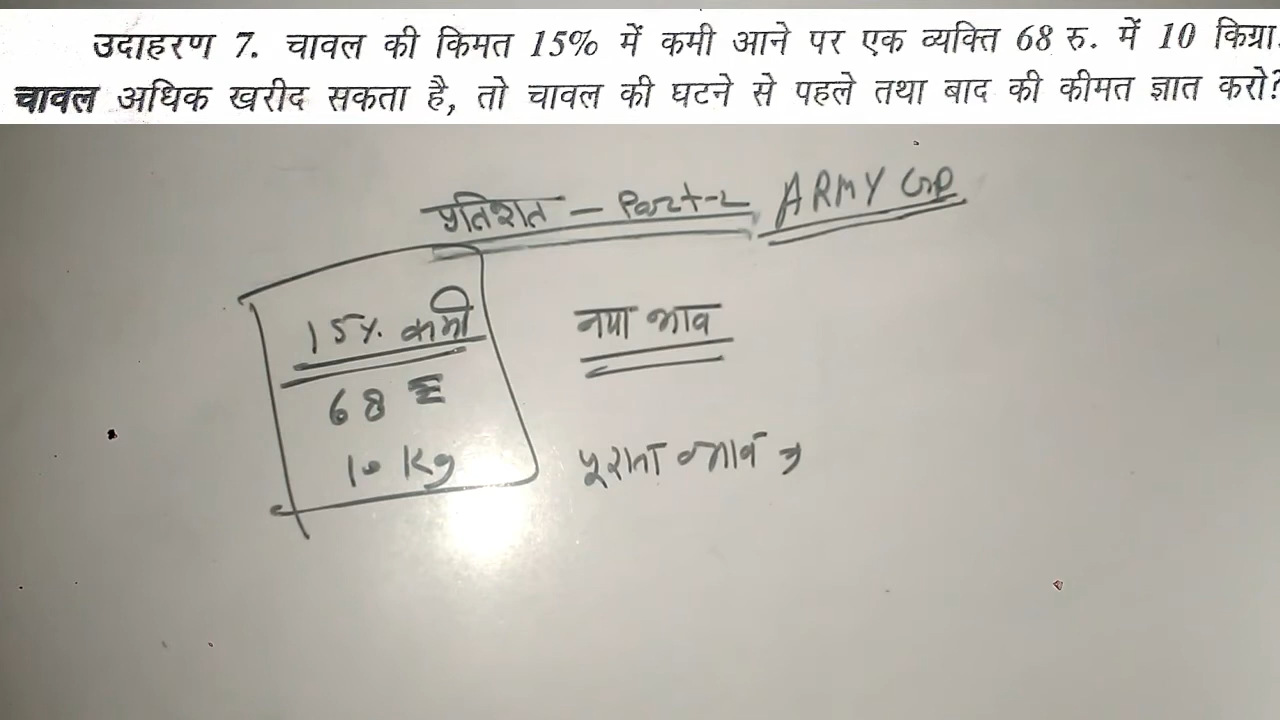 उदाहरण 7. चावल की किमत 15% में कमी आने पर एक व्यक्ति 68 रु. में 10 किग्रा.
चावल अधिक खरीद सकता है, तो चावल की घटने से पहले तथा बाद की कीमत ज्ञात करो?
प्रतिशत - Part-2 ARMY GD
15% कमी
नया भाव
68 रु
10 Kg
पुराना भाव